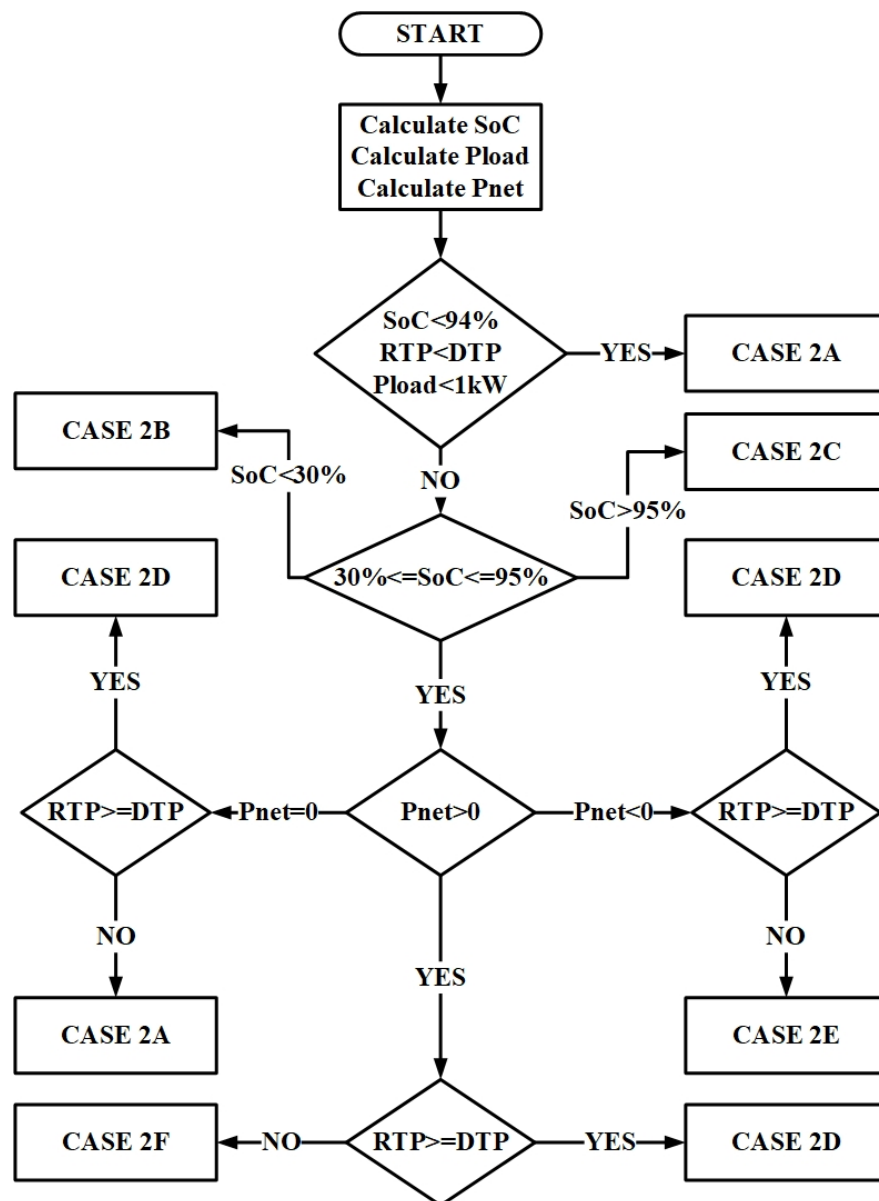 START
Calculate SoC
Calculate Pload
Calculate Pnet
SoC<94%
RTP<DTP
Pload<1kW
YES
CASE 2A
CASE 2B
CASE 2C
SoC<30%
NO
SoC>95%
CASE 2D
30%<=SoC<=95%
CASE 2D
YES
YES
YES
RTP>=DTP
Pnet=0
Pnet>0
Pnet<0
RTP>=DTP
NO
NO
YES
CASE 2A
CASE 2E
CASE 2F
NO
RTP>=DTP
YES
CASE 2D